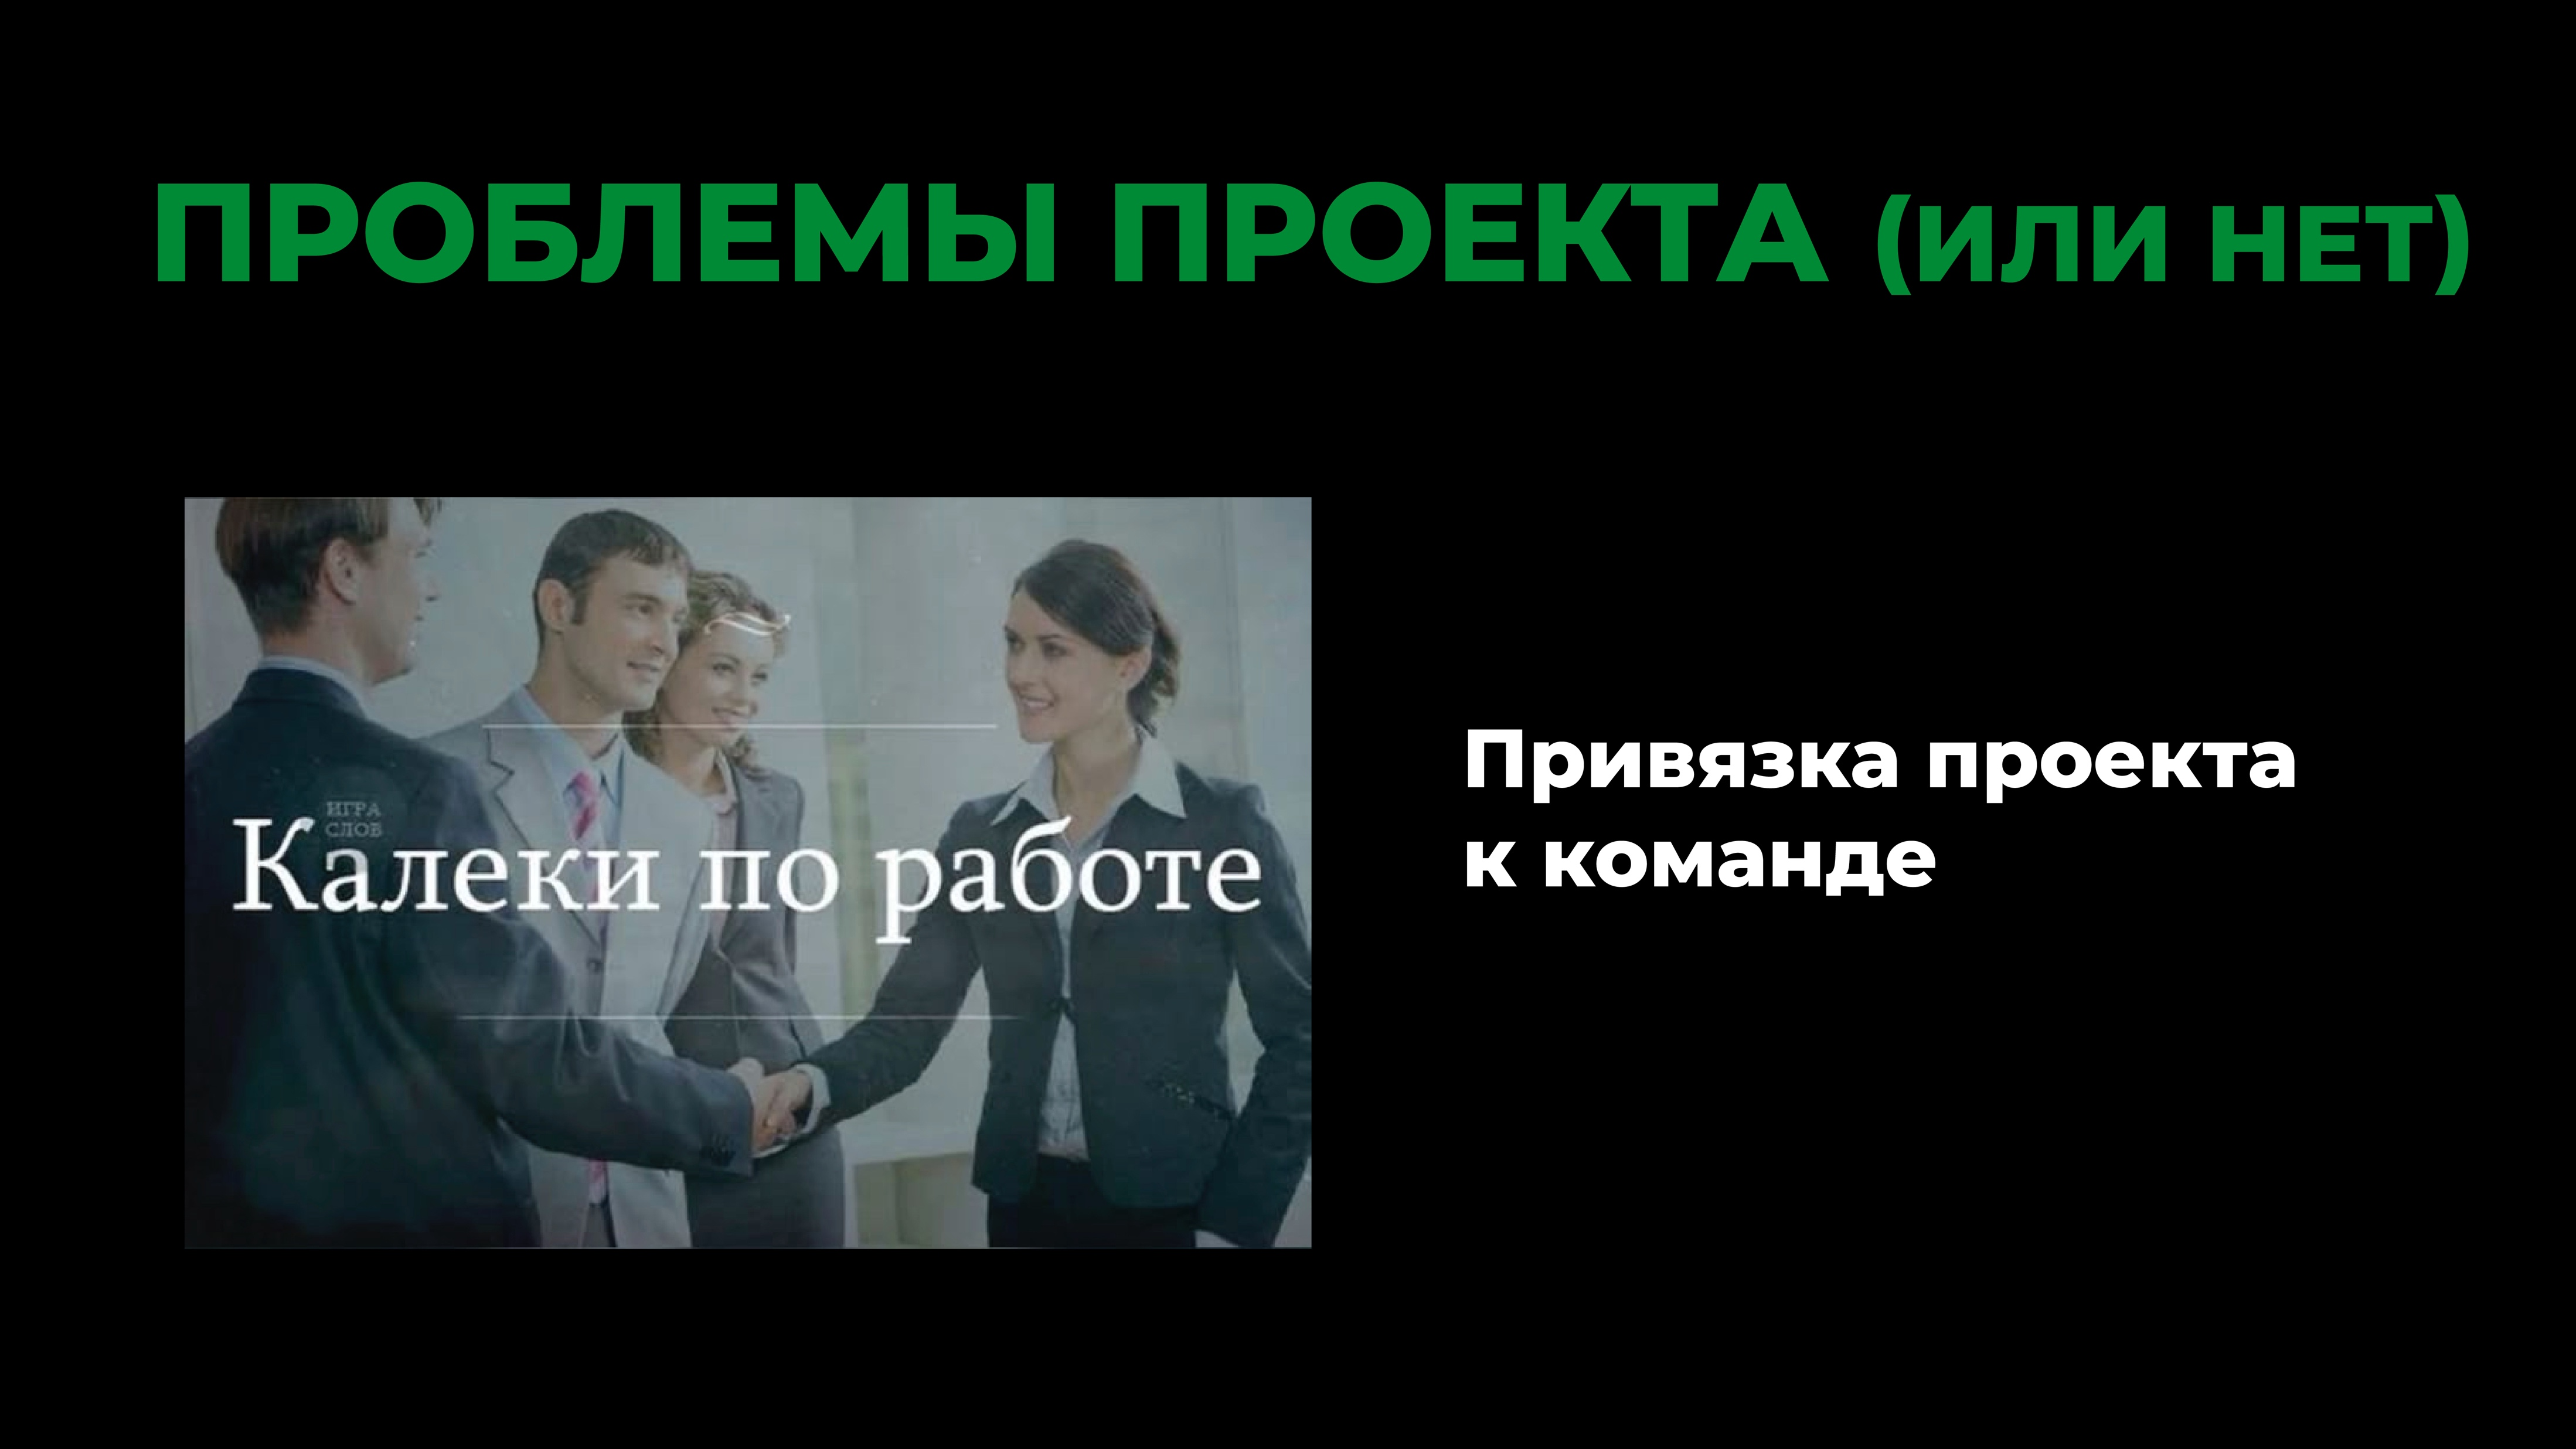 ПРОБЛЕМЫ ПРОЕКТА (ИЛИ НЕТ)
ИГРА
СЛОВ
Калеки по работе
Привязка проекта
к команде